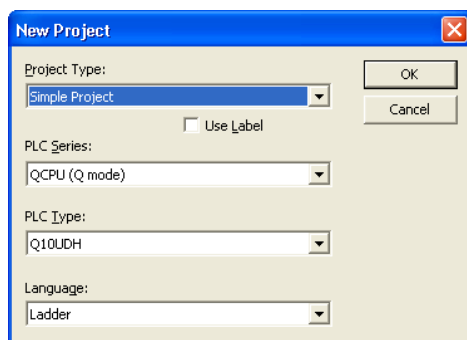 New Project
Project Type:
OK
Simple Project
Cancel
Use Label
PLC Series:
QCPU (Q mode)
PLC Type:
Q10UDH
Language:
Ladder